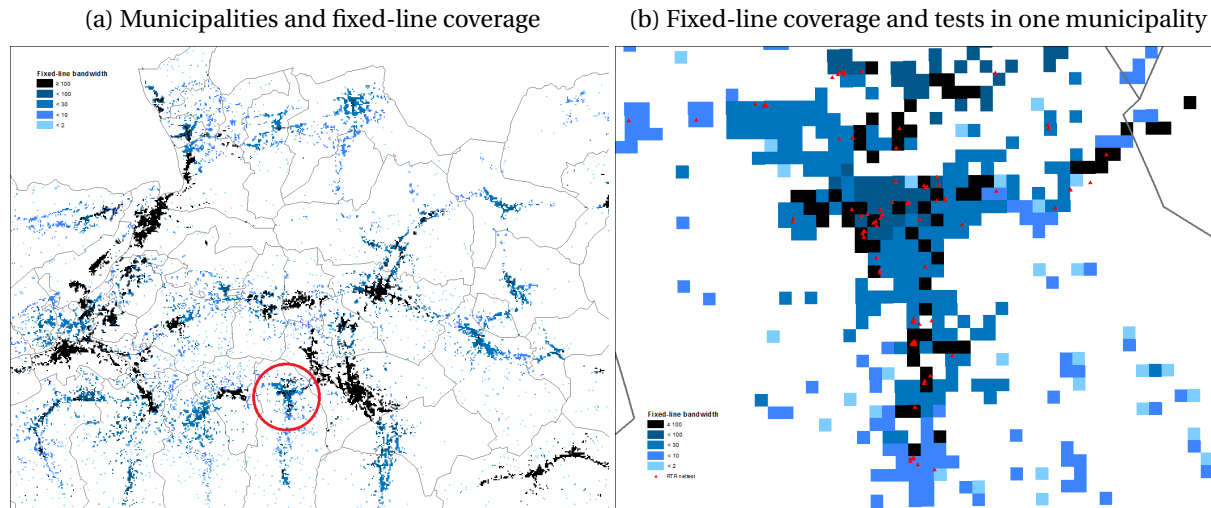 (a) Municipalities and fixed-line coverage
Fixed-line bandwidth
≥ 100
< 100
< 30
< 10
< 2
(b) Fixed-line coverage and tests in one municipality
Fixed-line bandwidth
≥ 100
< 100
< 30
< 10
< 2
RTR nettest